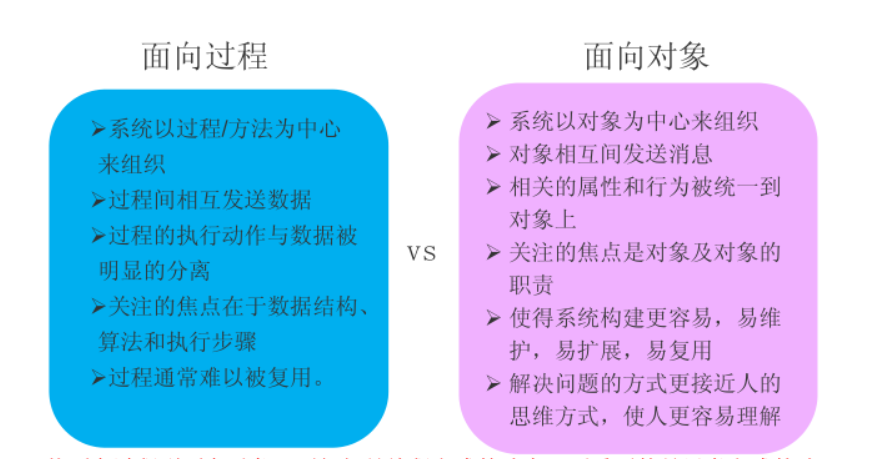 面向过程
➢系统以过程/方法为中心
来组织
➢过程间相互发送数据
➢过程的执行动作与数据被
明显的分离
➢关注的焦点在于数据结构、
算法和执行步骤
➢过程通常难以被复用。
vs
面向对象
➢ 系统以对象为中心来组织
➢ 对象相互间发送消息
➢ 相关的属性和行为被统一到
对象上
➢ 关注的焦点是对象及对象的
职责
➢ 使得系统构建更容易，易维
护，易扩展，易复用
➢ 解决问题的方式更接近人的
思维方式，使人更容易理解